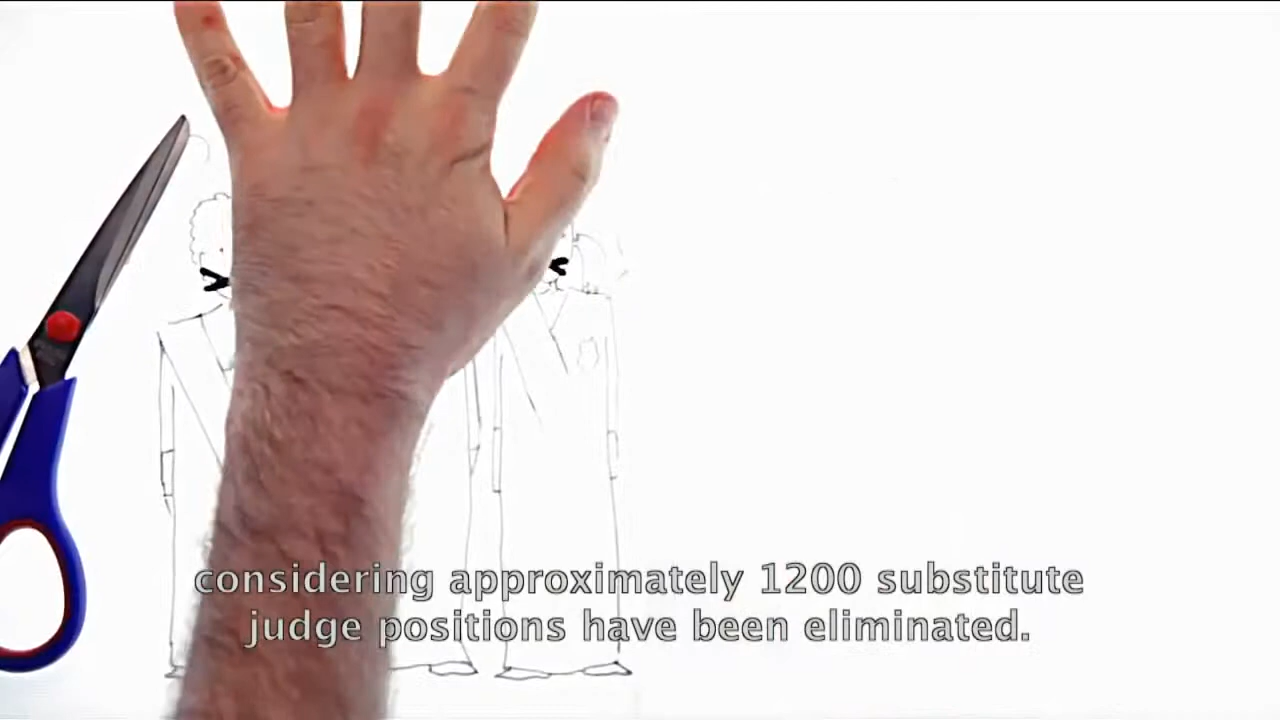 considering approximately 1200 substitute
judge positions have been eliminated.